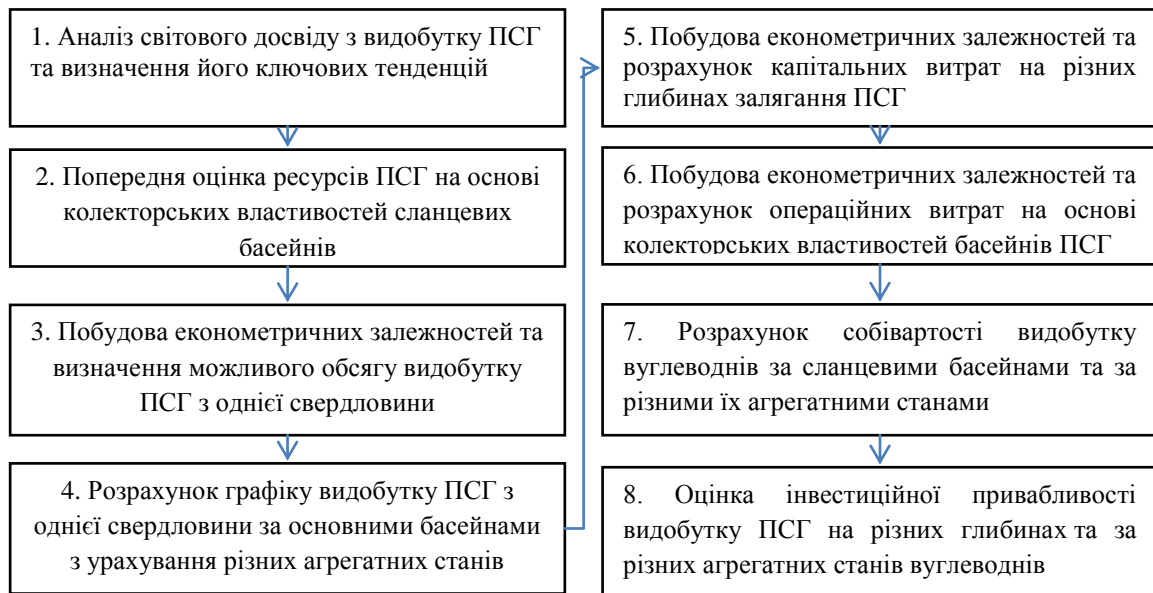 1. Аналіз світового досвіду з видобутку ПСГ
та визначення його ключових тенденцій
2. Попередня оцінка ресурсів ПСГ на основі
колекторських властивостей сланцевих
басейнів
3. Побудова економетричних залежностей та
визначення можливого обсягу видобутку
ПСГ з однієї свердловини
4. Розрахунок графіку видобутку ПСГ з
однієї свердловини за основними басейнами
з урахування різних агрегатних станів
5. Побудова економетричних залежностей та
розрахунок капітальних витрат на різних
глибинах залягання ПСГ
6. Побудова економетричних залежностей та
розрахунок операційних витрат на основі
колекторських властивостей басейнів ПСГ
7. Розрахунок собівартості видобутку
вуглеводнів за сланцевими басейнами та за
різними їх агрегатними станами
8. Оцінка інвестиційної привабливості
видобутку ПСГ на різних глибинах та за
різних агрегатних станів вуглеводнів